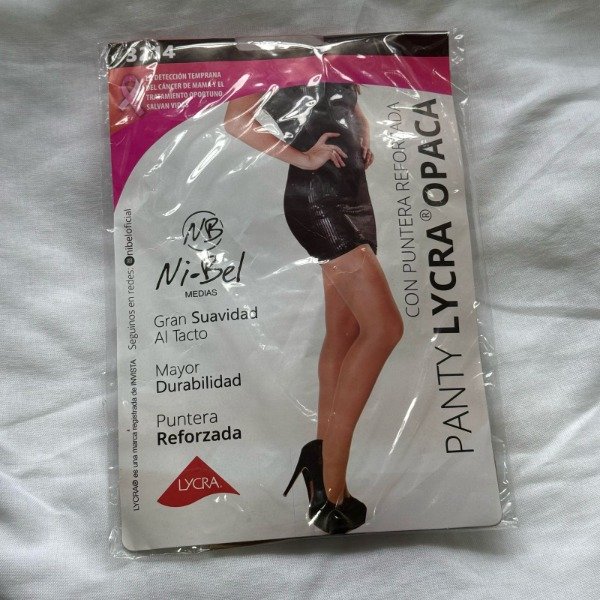 LA DETECCIÓN TEMPRANA
DEL CÁNCER DE MAMA Y EL
TRATAMIENTO OPORTUNO
SALVAN VIDAS
NB
Ni-Bel
MEDIAS
Gran Suavidad
Al Tacto
Mayor
Durabilidad
Puntera
Reforzada
LYCRA®
LYCRA® es una marca registrada de INVISTA
Seguinos en redes: nibeloficial
CON PUNTERA REFORZADA
PANTY LYCRA® OPACA